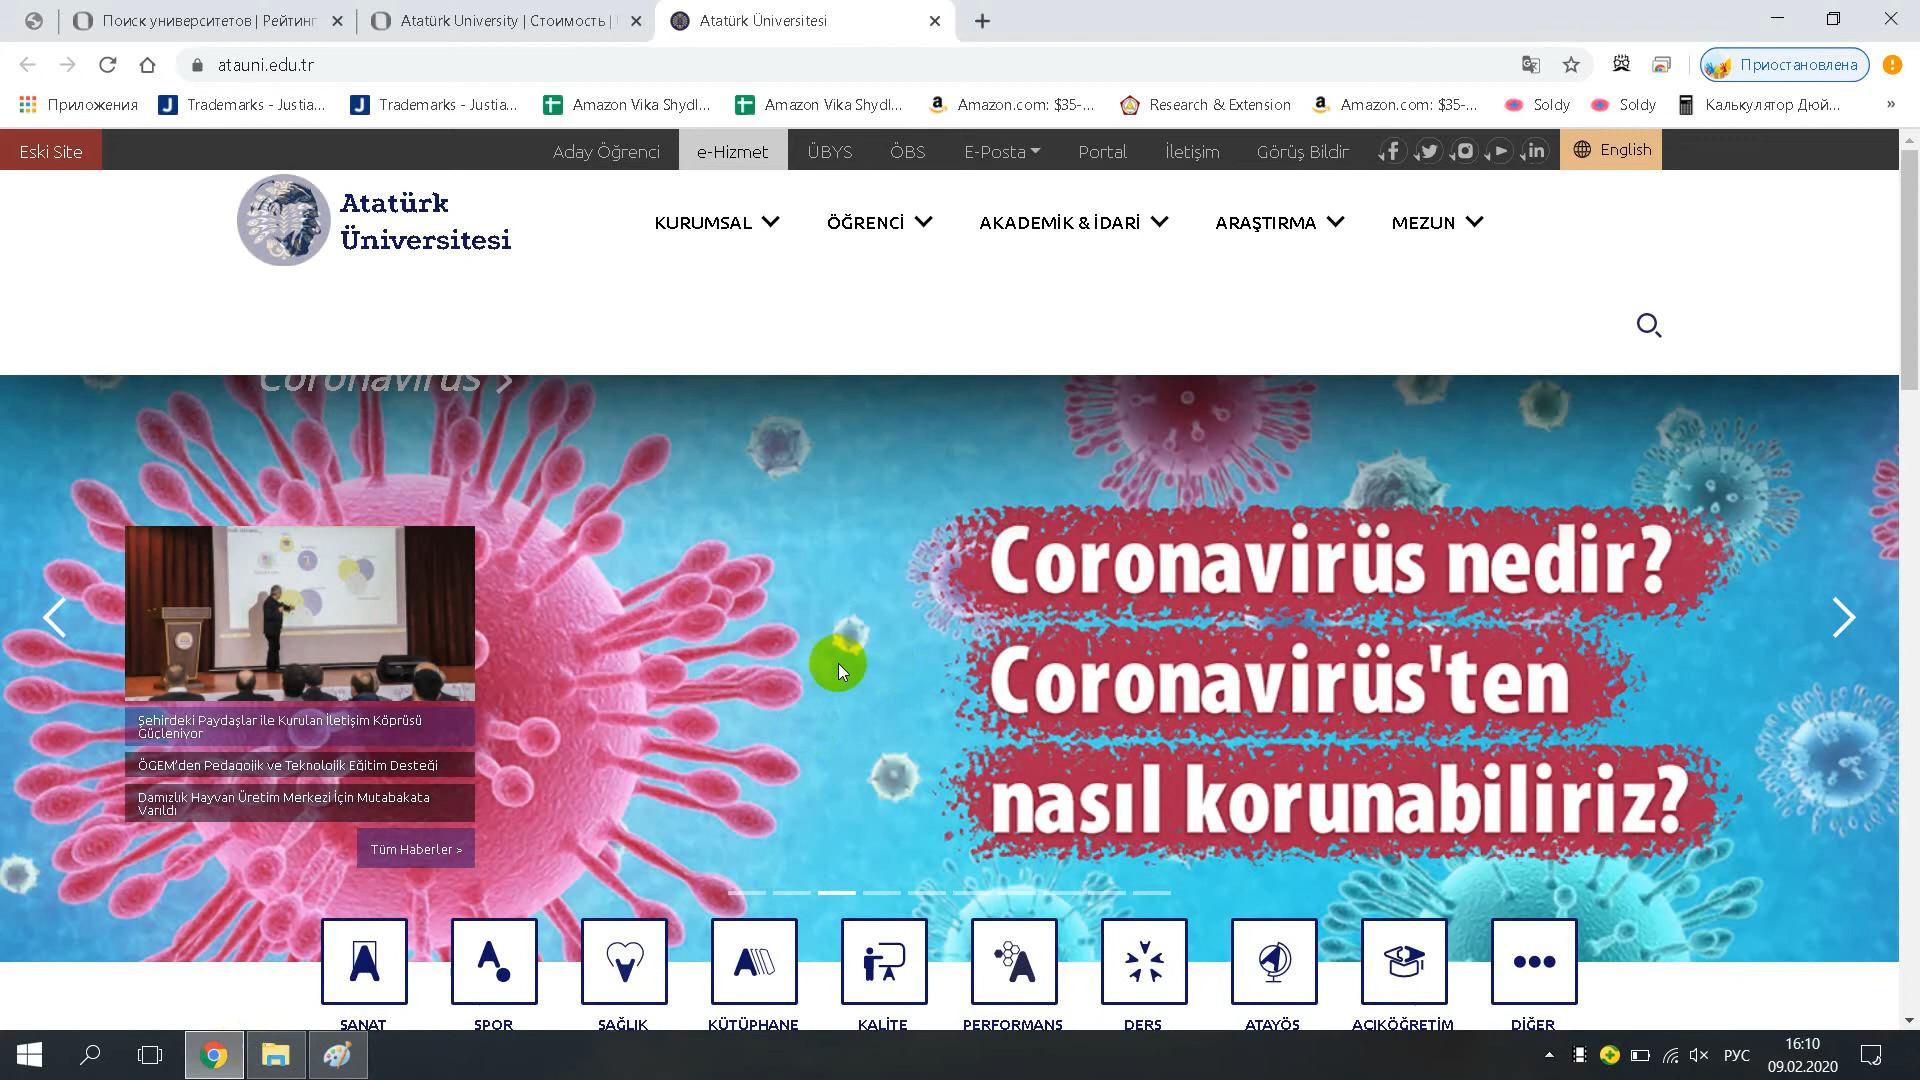 Поиск университетов | Рейтинг
Atatürk University | Стоимость |
Atatürk Üniversitesi
atauni.edu.tr
Приостановлена
Приложения
Trademarks - Justia...
Trademarks - Justia...
Amazon Vika Shydl...
Amazon Vika Shydl...
Amazon.com: $35-...
Research & Extension
Amazon.com: $35-...
Soldy
Soldy
Калькулятор Дюй...
»
Eski Site
Aday Öğrenci
e-Hizmet
ÜBYS
ÖBS
E-Posta
Portal
İletişim
Görüş Bildir
English
Atatürk
Üniversitesi
KURUMSAL
ÖĞRENCİ
AKADEMİK & İDARİ
ARAŞTIRMA
MEZUN
Coronavirüs >
Coronavirüs nedir?
Coronavirüs'ten
nasıl korunabiliriz?
Şehirdeki Paydaşlar ile Kurulan İletişim Köprüsü
Güçleniyor
ÖGEM'den Pedagojik ve Teknolojik Eğitim Desteği
Damızlık Hayvan Üretim Merkezi İçin Mutabakata
Varıldı
Tüm Haberler »
SANAT
SPOR
SAĞLIK
KÜTÜPHANE
KALİTE
PERFORMANS
DERS
ATAYÖS
AÇIKÖĞRETİM
DİĞER
РУС
16:10
09.02.2020